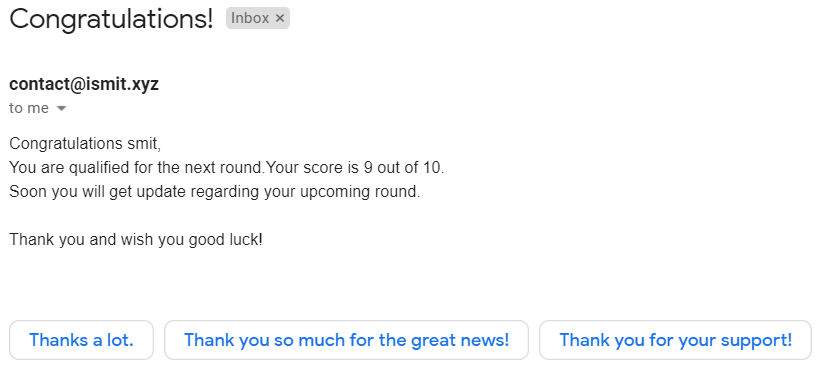 Congratulations! Inbox ×
contact@ismit.xyz
to me
Congratulations smit,
You are qualified for the next round.Your score is 9 out of 10.
Soon you will get update regarding your upcoming round.
Thank you and wish you good luck!
Thanks a lot. Thank you so much for the great news! Thank you for your support!